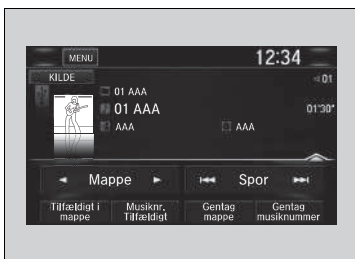 MENU 12:34
KILDE 01
01 AAA
01 AAA 01'30"
AAA AAA
Mappe Spor
Tilfældigt i mappe
Musiknr. Tilfældigt
Gentag mappe
Gentag musiknummer